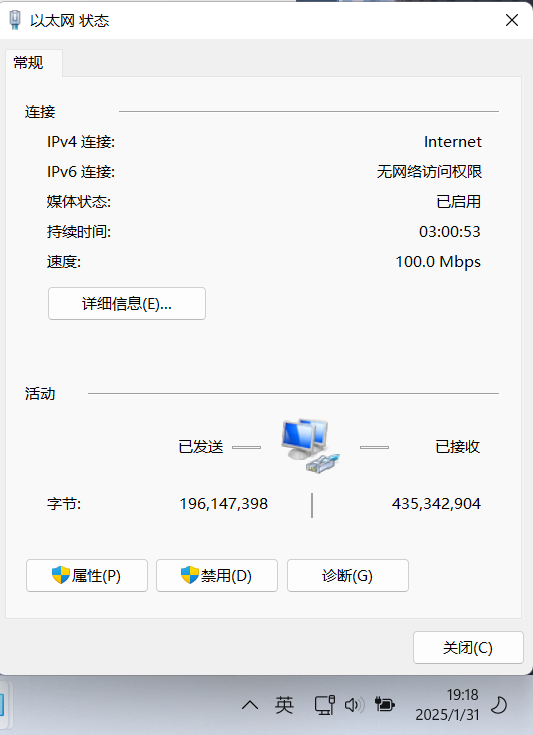 以太网 状态
常规
连接
IPv4 连接: Internet
IPv6 连接: 无网络访问权限
媒体状态: 已启用
持续时间: 03:00:53
速度: 100.0 Mbps
详细信息(E)...
活动
已发送 已接收
字节: 196,147,398 435,342,904
属性(P) 禁用(D) 诊断(G)
关闭(C)
英 19:18
2025/1/31